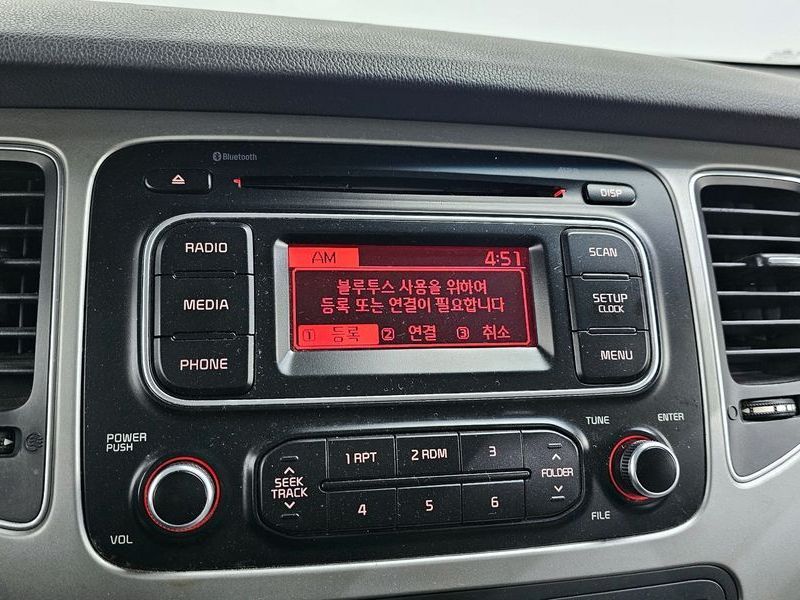 Bluetooth
DISP
RADIO
MEDIA
PHONE
AM 4:51
블루투스 사용을 위하여
등록 또는 연결이 필요합니다
1 등록 2 연결 3 취소
SCAN
SETUP
CLOCK
MENU
POWER
PUSH
VOL
SEEK
TRACK
1 RPT 2 RDM 3
4 5 6
FOLDER
TUNE
ENTER
FILE